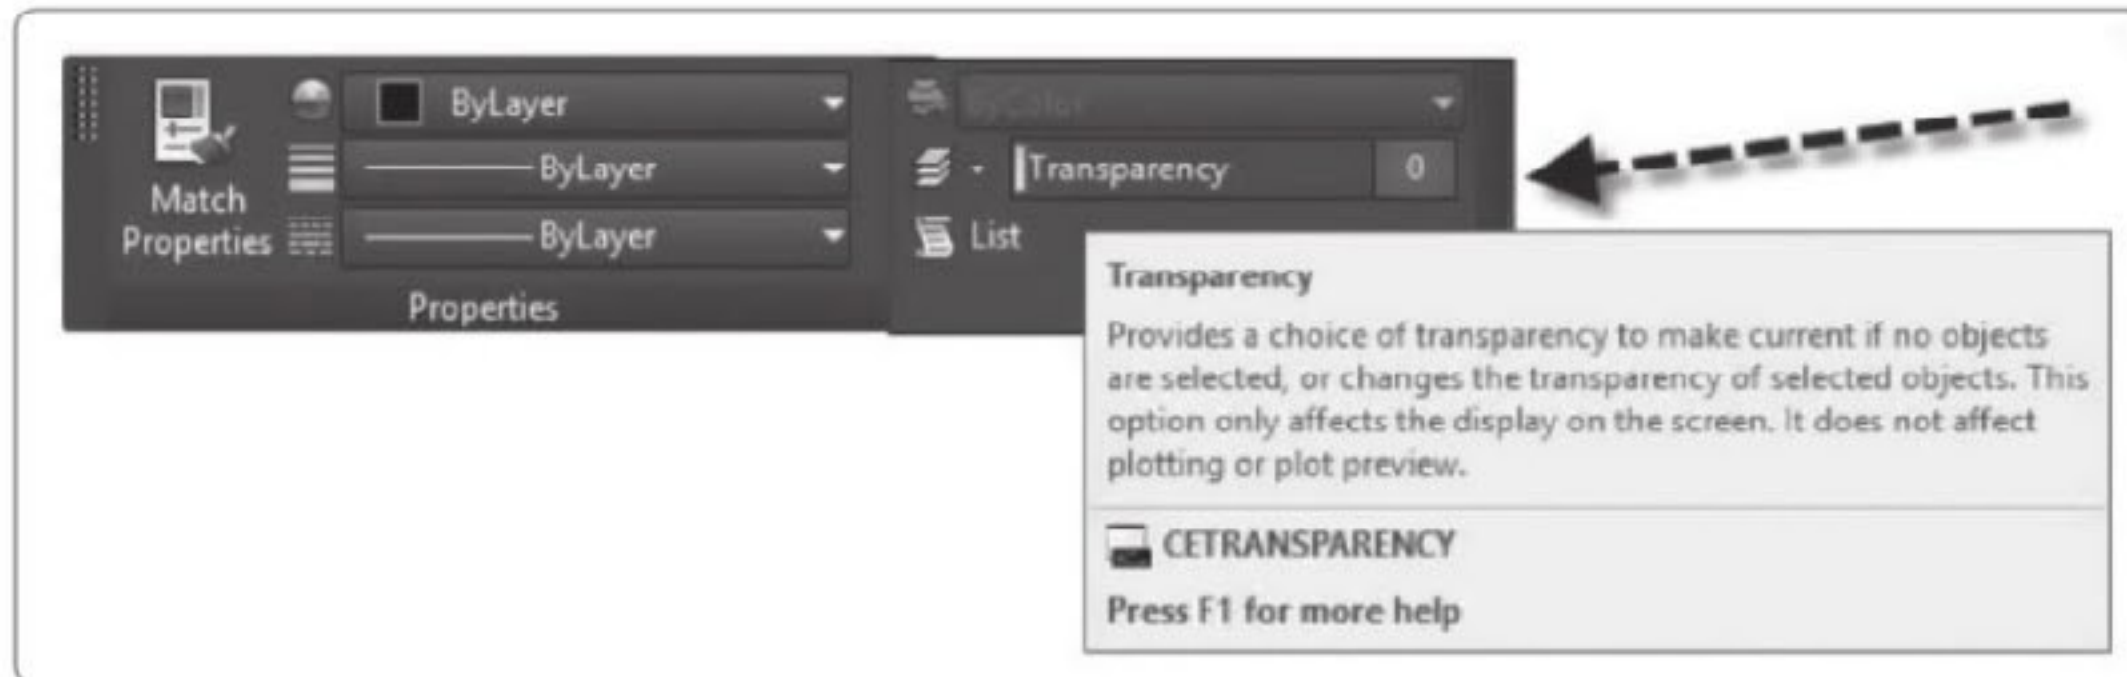 ByLayer
ByColor
ByLayer
Transparency 0
Match
Properties
ByLayer
List
Properties
Transparency
Provides a choice of transparency to make current if no objects
are selected, or changes the transparency of selected objects. This
option only affects the display on the screen. It does not affect
plotting or plot preview.
CETRANSPARENCY
Press F1 for more help